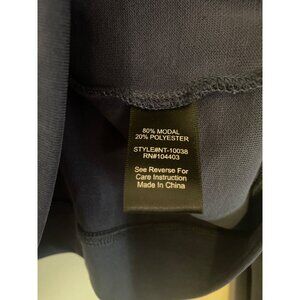 80% MODAL
20% POLYESTER
STYLE#NT-10038
RN#104403
See Reverse For
Care Instruction
Made In China